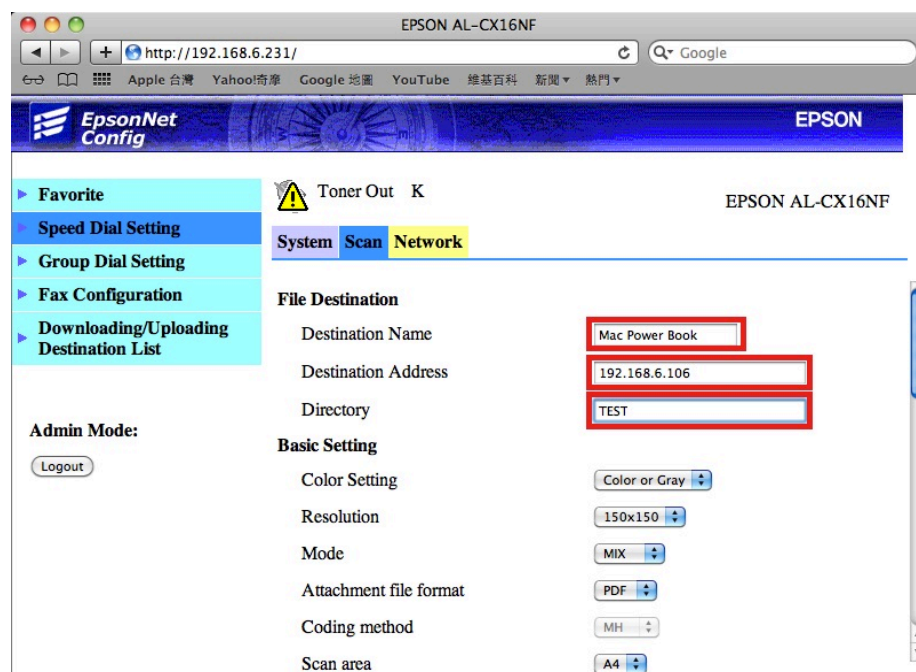 EPSON AL-CX16NF
http://192.168.6.231/
Google
Apple 台灣 Yahoo!奇摩 Google 地圖 YouTube 維基百科 新聞 熱門
EpsonNet
Config
EPSON
Favorite
Speed Dial Setting
Group Dial Setting
Fax Configuration
Downloading/Uploading
Destination List
Admin Mode:
Logout
Toner Out K
EPSON AL-CX16NF
System Scan Network
File Destination
Destination Name Mac Power Book
Destination Address 192.168.6.106
Directory TEST
Basic Setting
Color Setting Color or Gray
Resolution 150x150
Mode MIX
Attachment file format PDF
Coding method MH
Scan area A4